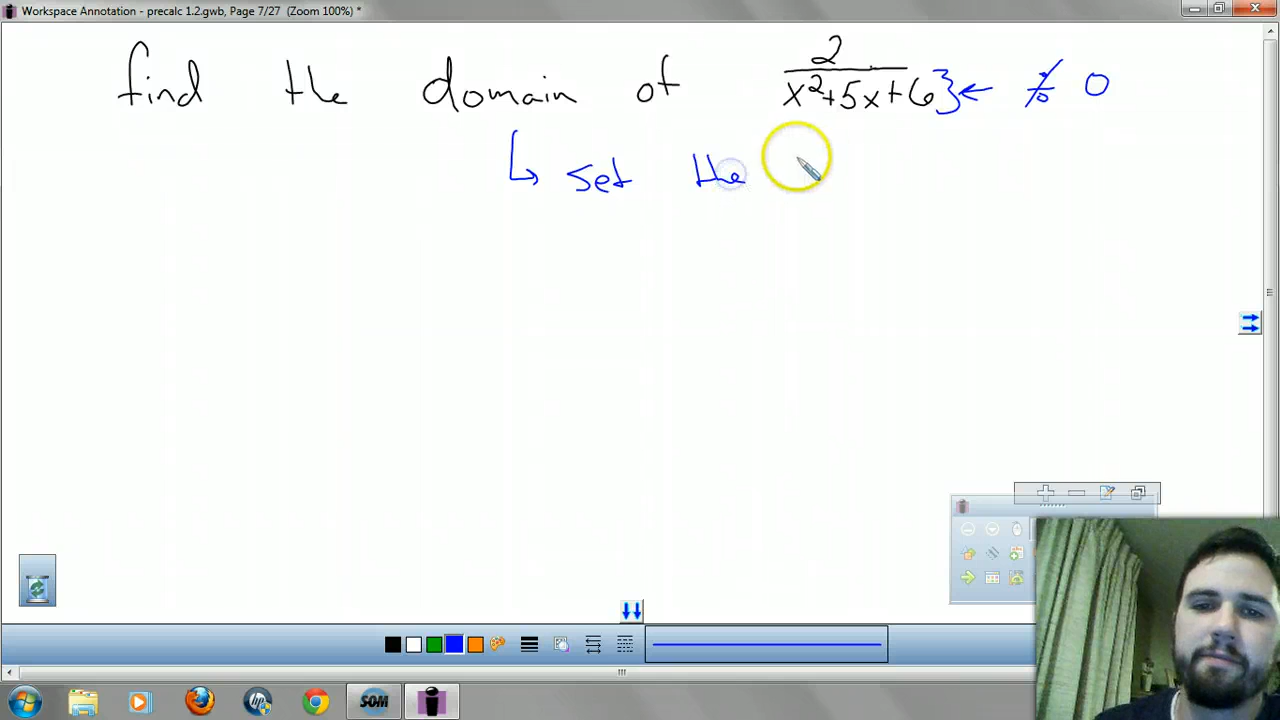 Workspace Annotation - precalc 1.2.gwb, Page 7/27 (Zoom 100%) *
find the domain of 2
x²+5x+6}← ≠ 0
↳ set the
SOM